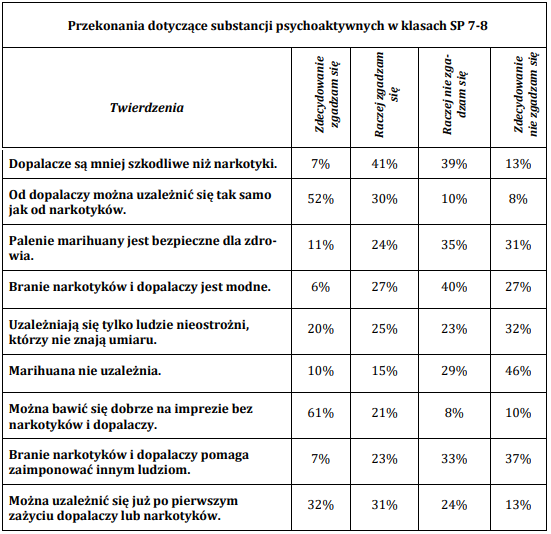 Przekonania dotyczące substancji psychoaktywnych w klasach SP 7-8
Twierdzenia
Zdecydowanie
zgadzam się
Raczej zgadzam
się
Raczej nie zga-
dzam się
Zdecydowanie
nie zgadzam się
Dopalacze są mniej szkodliwe niż narkotyki. 7% 41% 39% 13%
Od dopalaczy można uzależnić się tak samo
jak od narkotyków. 52% 30% 10% 8%
Palenie marihuany jest bezpieczne dla zdro-
wia. 11% 24% 35% 31%
Branie narkotyków i dopalaczy jest modne. 6% 27% 40% 27%
Uzależniają się tylko ludzie nieostrożni,
którzy nie znają umiaru. 20% 25% 23% 32%
Marihuana nie uzależnia. 10% 15% 29% 46%
Można bawić się dobrze na imprezie bez
narkotyków i dopalaczy. 61% 21% 8% 10%
Branie narkotyków i dopalaczy pomaga
zaimponować innym ludziom. 7% 23% 33% 37%
Można uzależnić się już po pierwszym
zażyciu dopalaczy lub narkotyków. 32% 31% 24% 13%